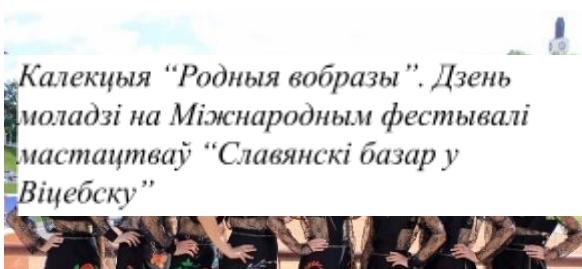 Калекцыя “Родныя вобразы”. Дзень
моладзі на Міжнародным фестывалі
мастацтваў “Славянскі базар у
Віцебску”